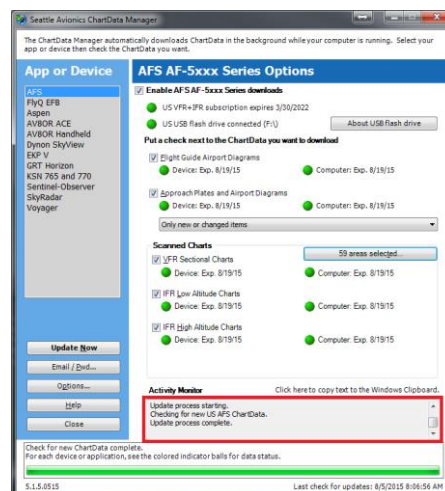 Seattle Avionics ChartData Manager
The ChartData Manager automatically downloads ChartData in the background while your computer is running. Select your
app or device then check the ChartData you want.
App or Device
AFS
FlyQ EFB
Aspen
AV8OR ACE
AV8OR Handheld
Dynon SkyView
EKP V
GRT Horizon
KSN 765 and 770
Sentinel-Observer
SkyRadar
Voyager
Update Now
Email / Pwd...
Options...
Help
Close
AFS AF-5xxx Series Options
Enable AFS AF-5xxx Series downloads
US VFR+IFR subscription expires 3/30/2022
US USB flash drive connected (F:\)
About USB flash drive
Put a check next to the ChartData you want to download
Flight Guide Airport Diagrams
Device: Exp. 8/19/15
Computer: Exp. 8/19/15
Approach Plates and Airport Diagrams
Device: Exp. 8/19/15
Computer: Exp. 8/19/15
Only new or changed items
Scanned Charts
59 areas selected...
VFR Sectional Charts
Device: Exp. 8/19/15
Computer: Exp. 8/19/15
IFR Low Altitude Charts
Device: Exp. 8/19/15
Computer: Exp. 8/19/15
IFR High Altitude Charts
Device: Exp. 8/19/15
Computer: Exp. 8/19/15
Activity Monitor
Click here to copy text to the Windows Clipboard.
Update process starting.
Checking for new US AFS ChartData.
Update process complete.
Check for new ChartData complete.
For each device or application, see the colored indicator balls for data status.
5.1.5.0515
Last check for updates: 8/5/2015 8:06:56 AM